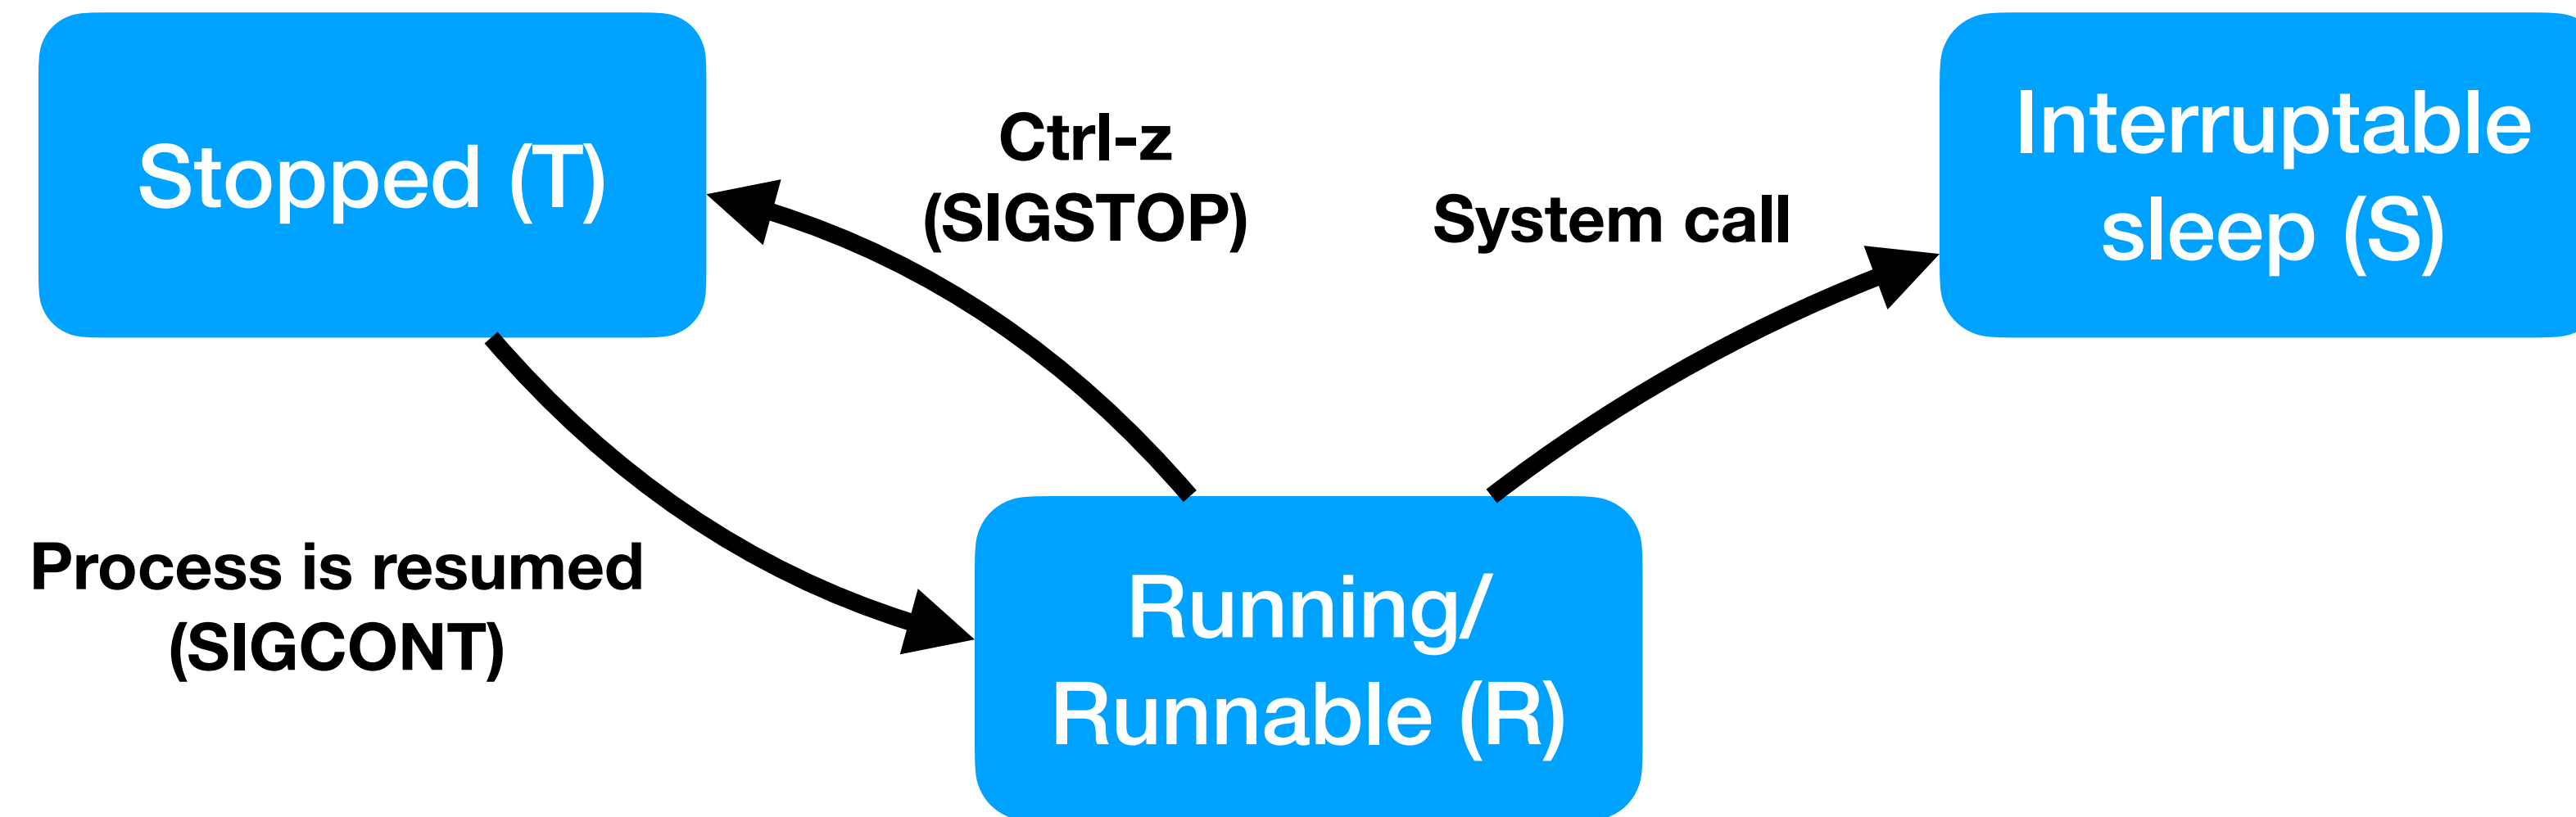 Stopped (T)
Ctrl-z
(SIGSTOP)
System call
Interruptable
sleep (S)
Process is resumed
(SIGCONT)
Running/
Runnable (R)